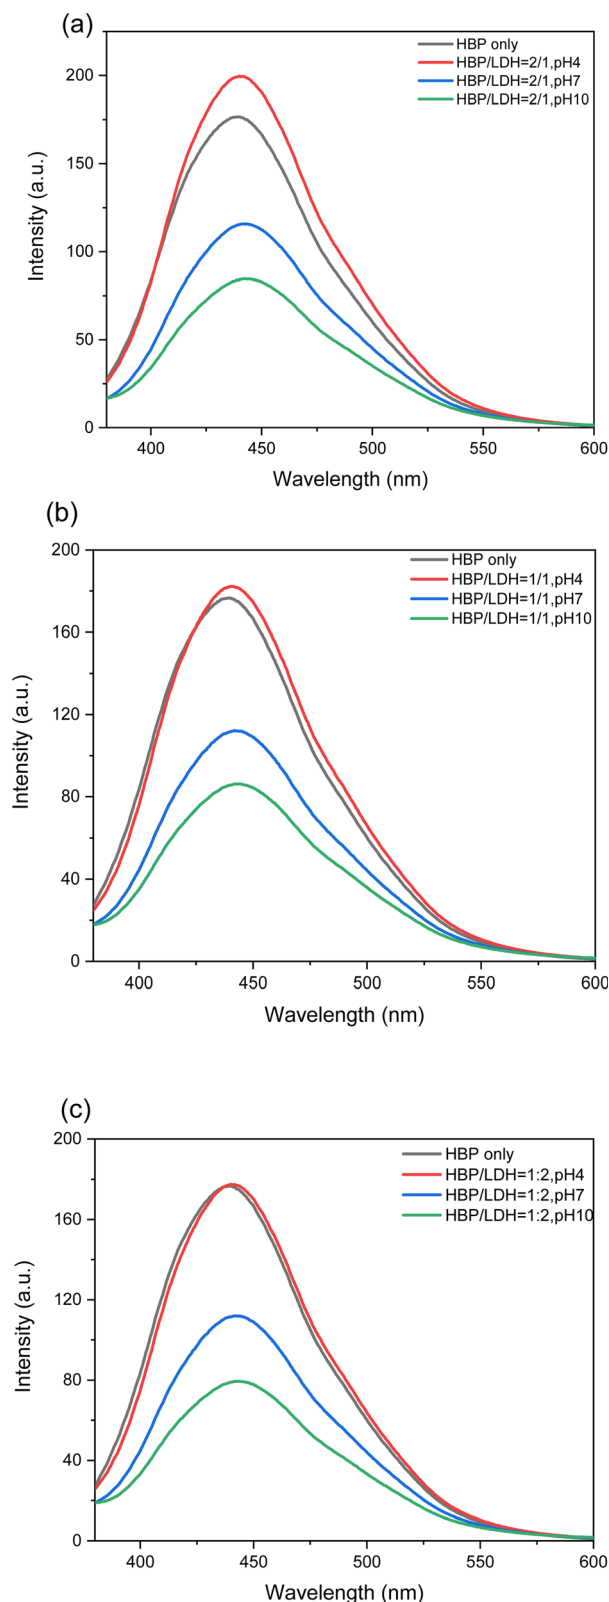 (a)
HBP only
HBP/LDH=2/1,pH4
HBP/LDH=2/1,pH7
HBP/LDH=2/1,pH10
200
150
100
50
0
Intensity (a.u.)
400 450 500 550 600
Wavelength (nm)
(b)
HBP only
HBP/LDH=1/1,pH4
HBP/LDH=1/1,pH7
HBP/LDH=1/1,pH10
200
160
120
80
40
0
Intensity (a.u.)
400 450 500 550 600
Wavelength (nm)
(c)
HBP only
HBP/LDH=1:2,pH4
HBP/LDH=1:2,pH7
HBP/LDH=1:2,pH10
200
160
120
80
40
0
Intensity (a.u.)
400 450 500 550 600
Wavelength (nm)